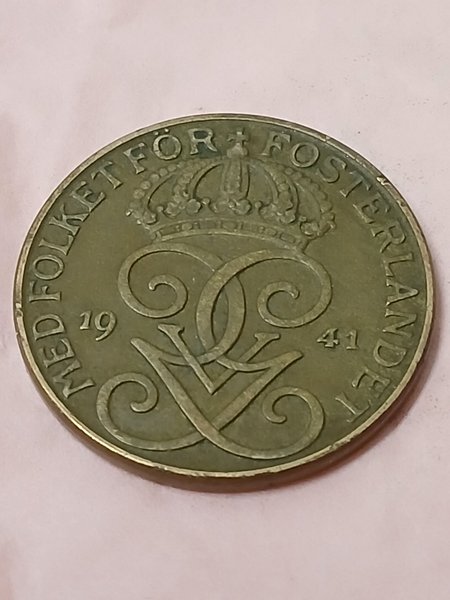 MED FOLKET FÖR FOSTERLANDET
19 41